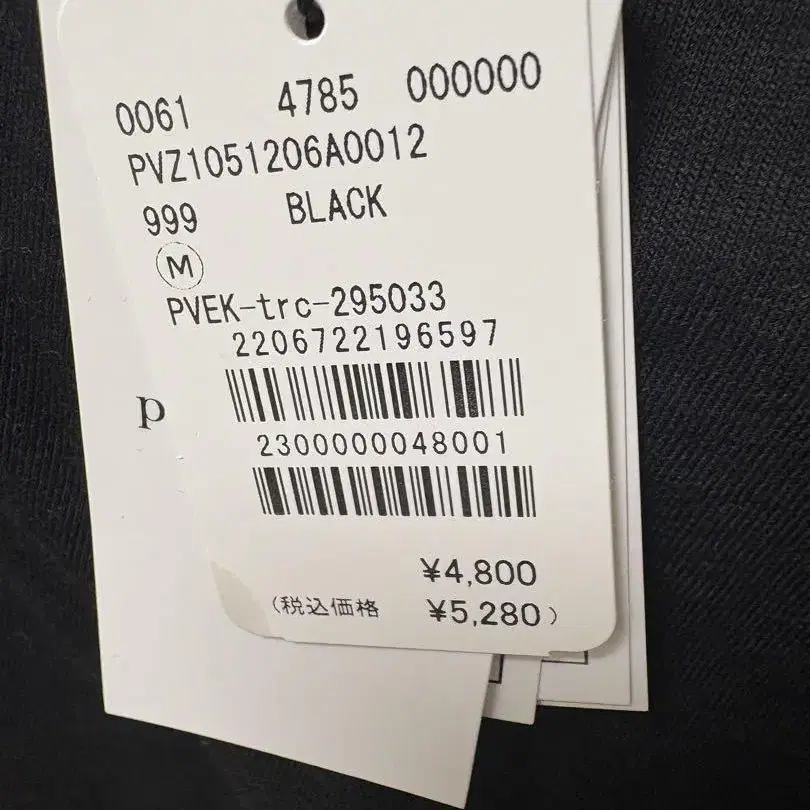 0061 4785 000000
PVZ1051206A0012
999 BLACK
M
PVEK-trc-295033
2206722196597
p
2300000048001
¥4,800
(税込価格 ¥5,280)